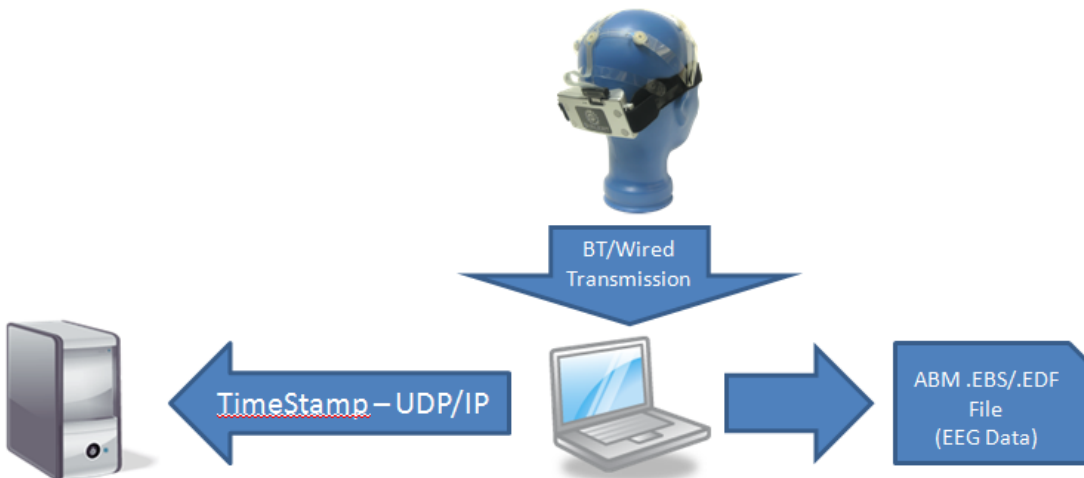 BT/Wired
Transmission
TimeStamp – UDP/IP
ABM .EBS/.EDF
File
(EEG Data)